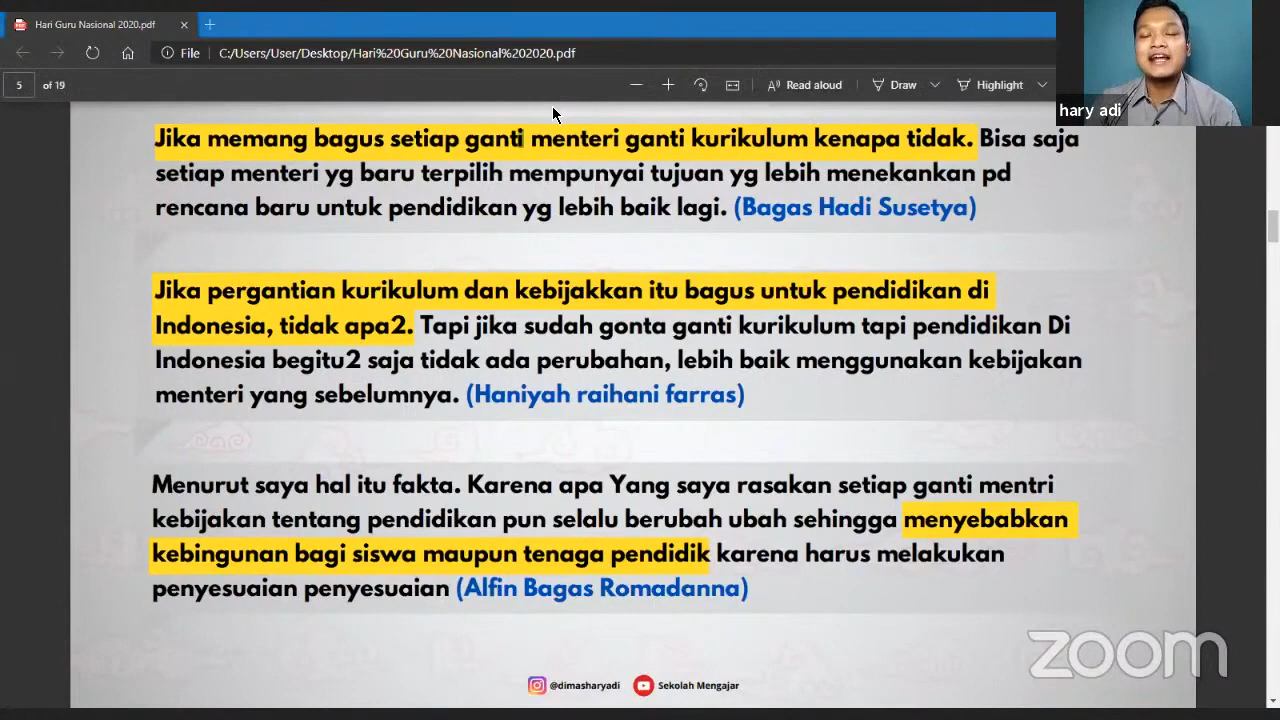 Hari Guru Nasional 2020.pdf
File C:/Users/User/Desktop/Hari%20Guru%20Nasional%202020.pdf
5 of 19 Read aloud Draw Highlight
hary adi
Jika memang bagus setiap ganti menteri ganti kurikulum kenapa tidak. Bisa saja
setiap menteri yg baru terpilih mempunyai tujuan yg lebih menekankan pd
rencana baru untuk pendidikan yg lebih baik lagi. (Bagas Hadi Susetya)
Jika pergantian kurikulum dan kebijakkan itu bagus untuk pendidikan di
Indonesia, tidak apa2. Tapi jika sudah gonta ganti kurikulum tapi pendidikan Di
Indonesia begitu2 saja tidak ada perubahan, lebih baik menggunakan kebijakan
menteri yang sebelumnya. (Haniyah raihani farras)
Menurut saya hal itu fakta. Karena apa Yang saya rasakan setiap ganti mentri
kebijakan tentang pendidikan pun selalu berubah ubah sehingga menyebabkan
kebingunan bagi siswa maupun tenaga pendidik karena harus melakukan
penyesuaian penyesuaian (Alfin Bagas Romadanna)
zoom
@dimasharyadi Sekolah Mengajar